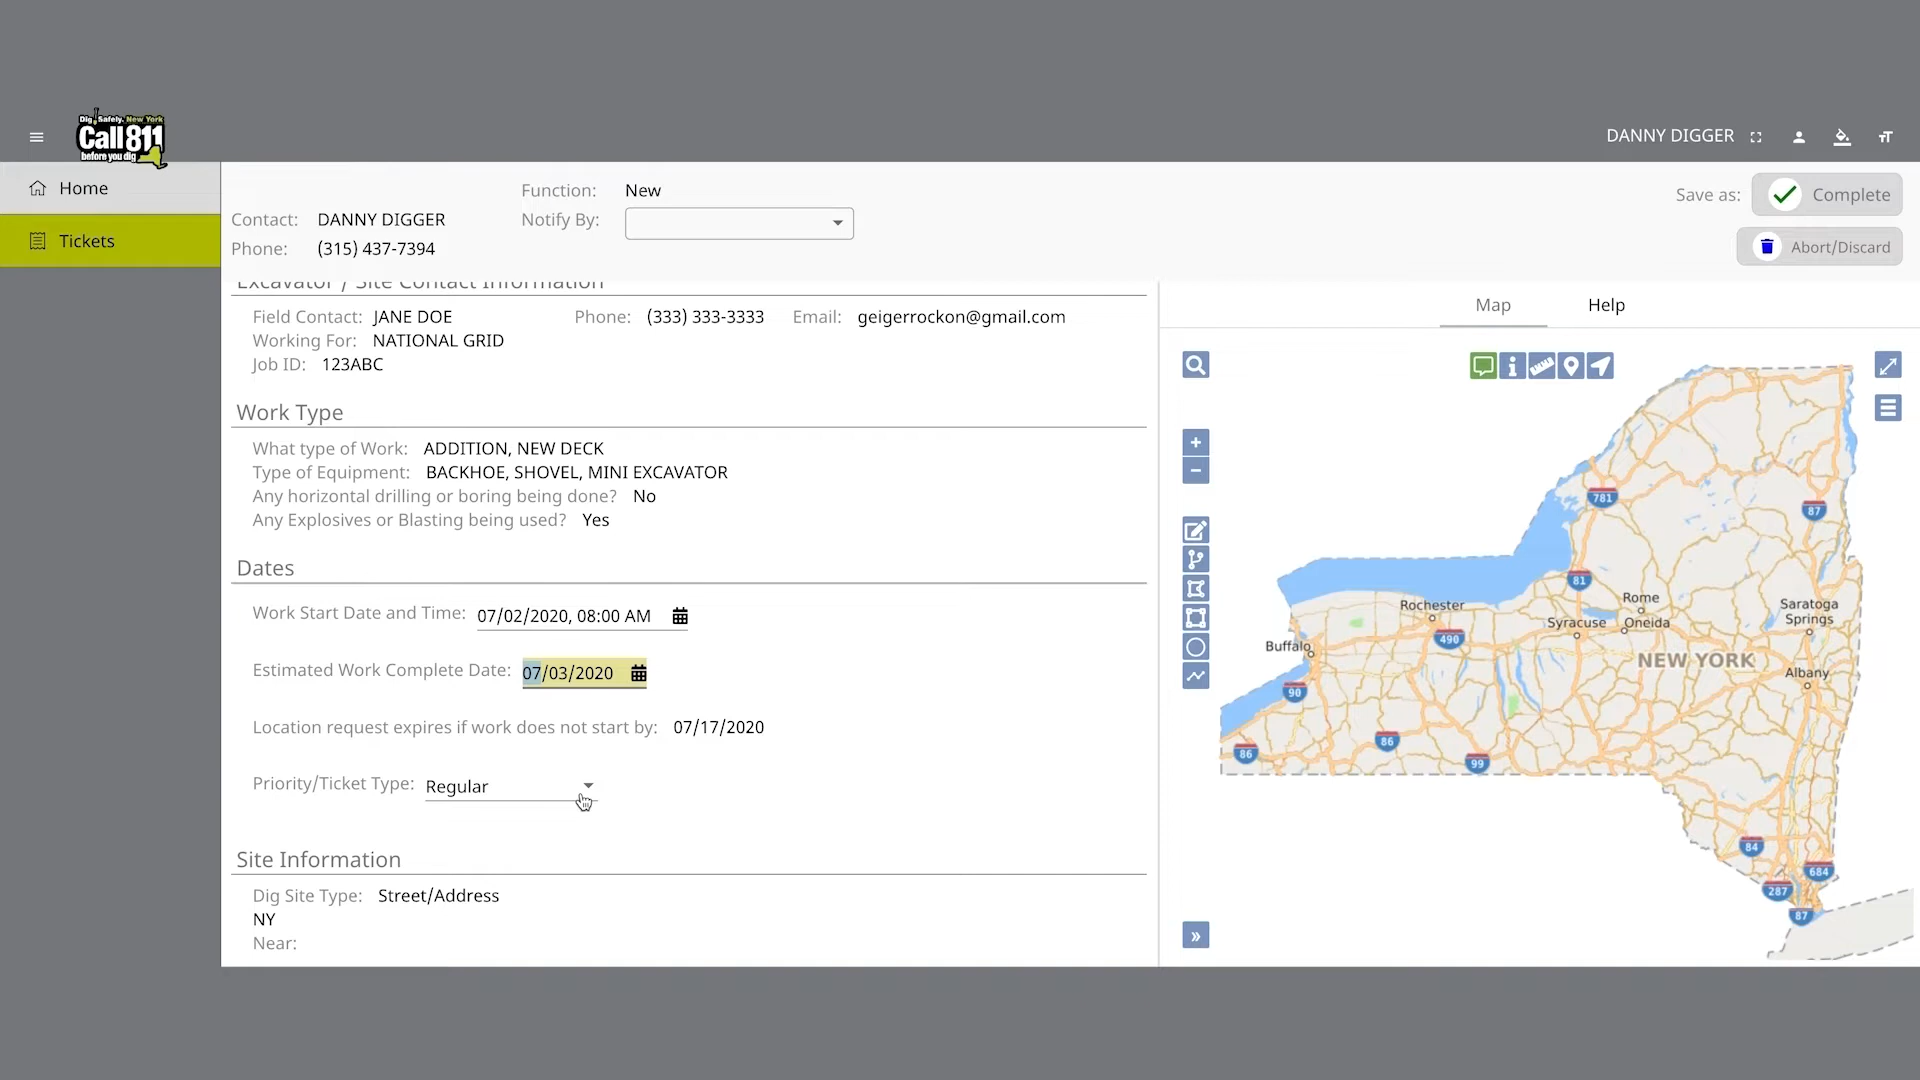 Dig Safely. New York
Call 811
before you dig
DANNY DIGGER
Home
Tickets
Function: New
Contact: DANNY DIGGER
Notify By:
Phone: (315) 437-7394
Save as: Complete
Abort/Discard
Excavator / Site Contact Information
Field Contact: JANE DOE Phone: (333) 333-3333 Email: geigerrockon@gmail.com
Working For: NATIONAL GRID
Job ID: 123ABC
Work Type
What type of Work: ADDITION, NEW DECK
Type of Equipment: BACKHOE, SHOVEL, MINI EXCAVATOR
Any horizontal drilling or boring being done? No
Any Explosives or Blasting being used? Yes
Dates
Work Start Date and Time: 07/02/2020, 08:00 AM
Estimated Work Complete Date: 07/03/2020
Location request expires if work does not start by: 07/17/2020
Priority/Ticket Type: Regular
Site Information
Dig Site Type: Street/Address
NY
Near:
Map Help
781
87
81
Rochester
Rome
Saratoga
Springs
Syracuse
Oneida
490
Buffalo
NEW YORK
Albany
90
86
86
99
84
684
287
87